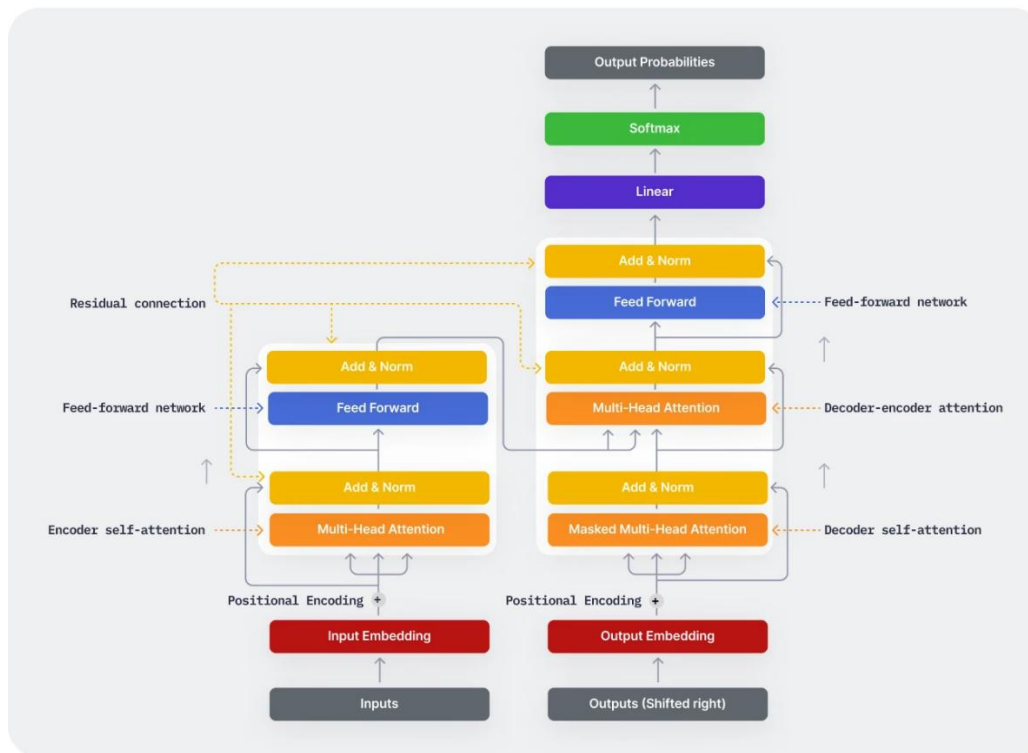 Output Probabilities
Softmax
Linear
Add & Norm
Residual connection
Feed Forward
Feed-forward network
Add & Norm
Add & Norm
Feed-forward network
Feed Forward
Multi-Head Attention
Decoder-encoder attention
Add & Norm
Add & Norm
Encoder self-attention
Multi-Head Attention
Masked Multi-Head Attention
Decoder self-attention
Positional Encoding +
Positional Encoding +
Input Embedding
Output Embedding
Inputs
Outputs (Shifted right)